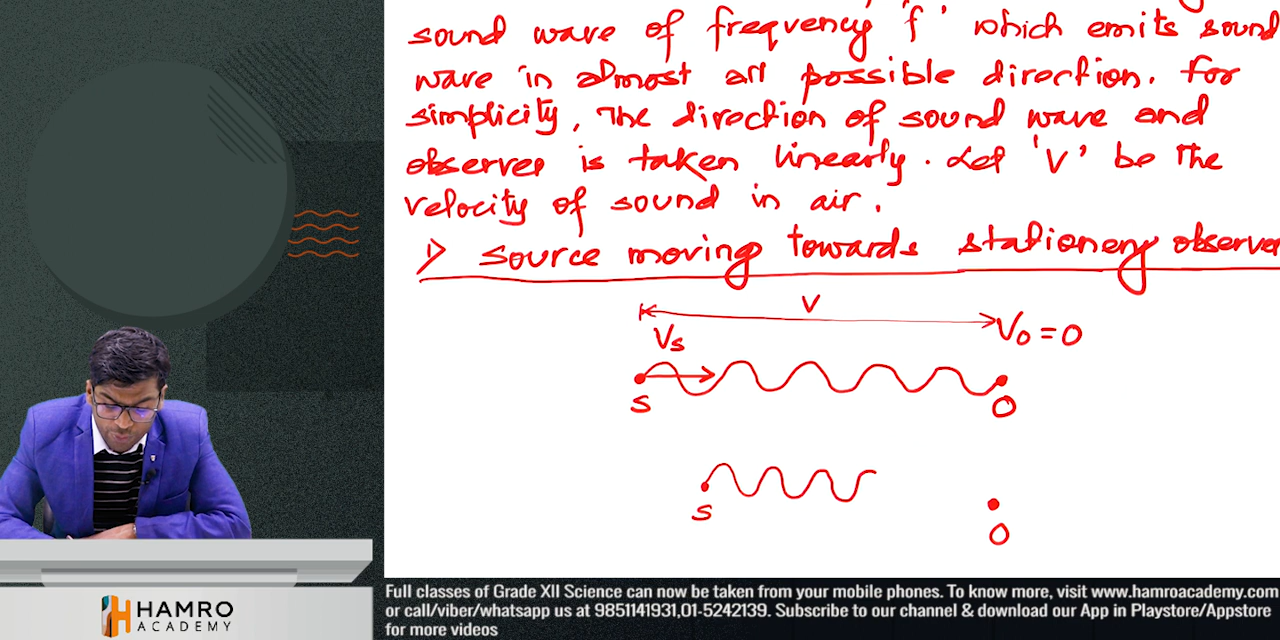 sound wave of frequency 'f' which emits sound
wave in almost all possible direction. For
simplicity, The direction of sound wave and
observer is taken linearly. Let 'V' be the
velocity of sound in air.
1) source moving towards stationery observer
V
Vs
Vo = 0
S
O
S
O
HAMRO
ACADEMY
Full classes of Grade XII Science can now be taken from your mobile phones. To know more, visit www.hamroacademy.com
or call/viber/whatsapp us at 9851141931,01-5242139. Subscribe to our channel & download our App in Playstore/Appstore
for more videos